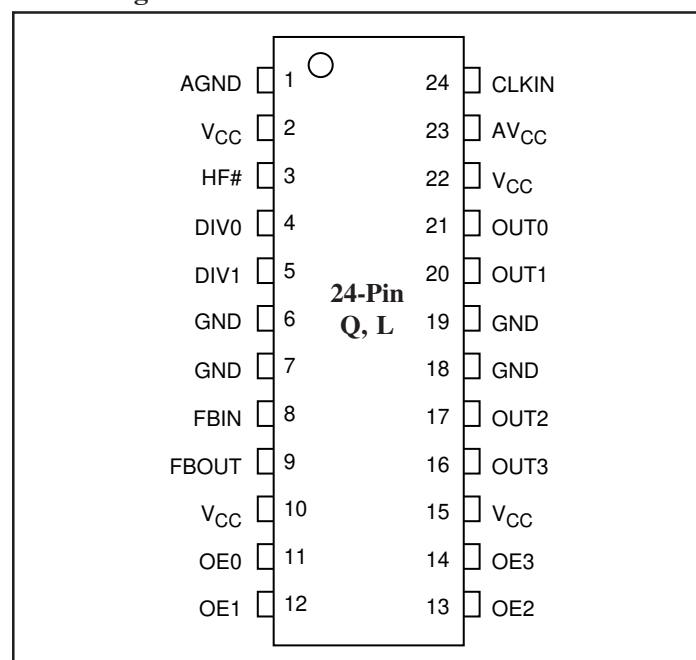 AGND 1 24 CLKIN
VCC 2 23 AVCC
HF# 3 22 VCC
DIV0 4 21 OUT0
DIV1 5 20 OUT1
24-Pin
GND 6 19 GND
Q, L
GND 7 18 GND
FBIN 8 17 OUT2
FBOUT 9 16 OUT3
VCC 10 15 VCC
OE0 11 14 OE3
OE1 12 13 OE2